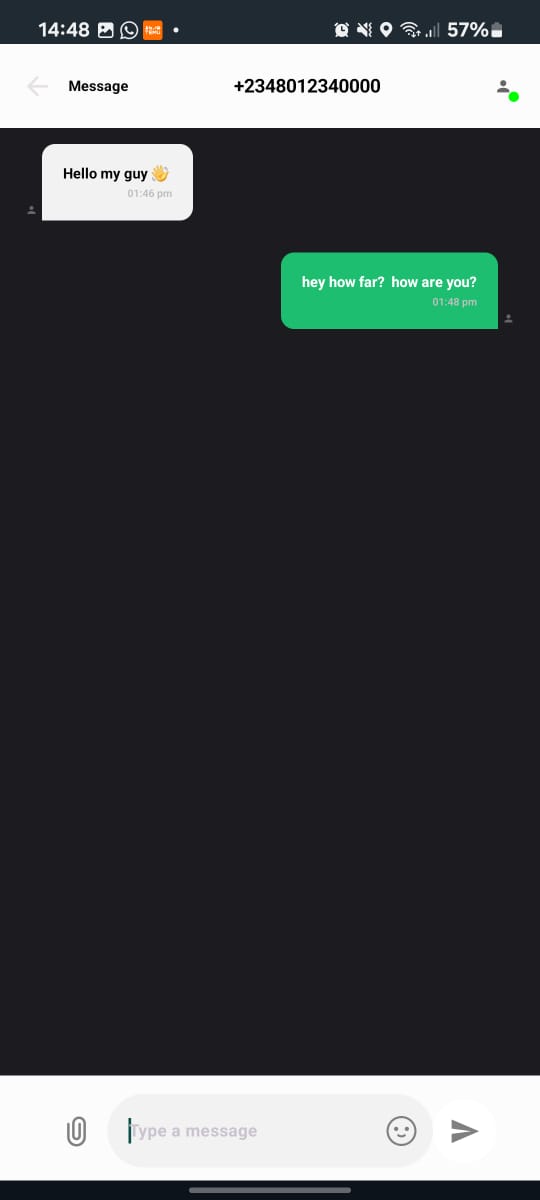 14:48 57%
Message +2348012340000
Hello my guy 👋
01:46 pm
hey how far?  how are you?
01:48 pm
Type a message